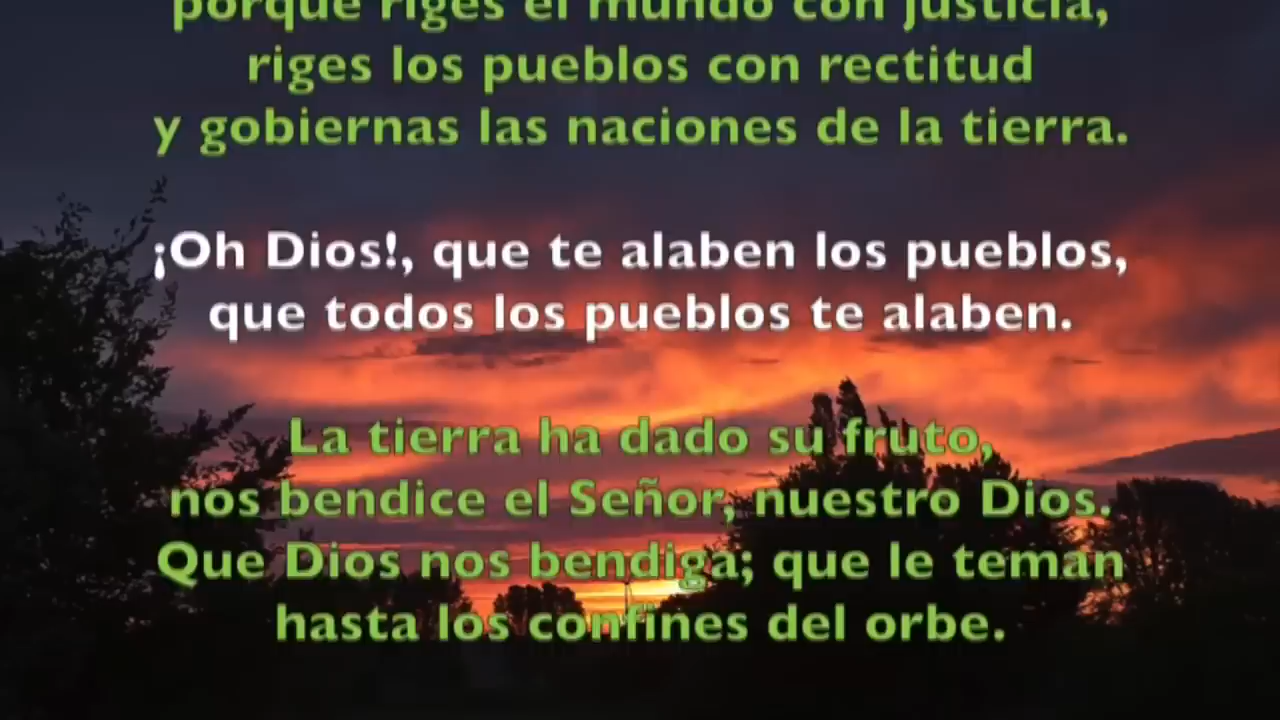 porque riges el mundo con justicia,
riges los pueblos con rectitud
y gobiernas las naciones de la tierra.
¡Oh Dios!, que te alaben los pueblos,
que todos los pueblos te alaben.
La tierra ha dado su fruto,
nos bendice el Señor, nuestro Dios.
Que Dios nos bendiga; que le teman
hasta los confines del orbe.